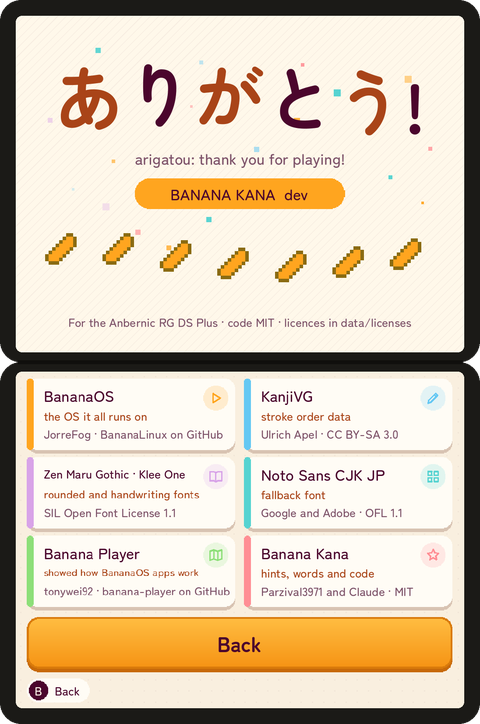 ありがとう!
arigatou: thank you for playing!
BANANA KANA dev
For the Anbernic RG DS Plus · code MIT · licences in data/licenses
BananaOS
the OS it all runs on
JorreFog · BananaLinux on GitHub
KanjiVG
stroke order data
Ulrich Apel · CC BY-SA 3.0
Zen Maru Gothic · Klee One
rounded and handwriting fonts
SIL Open Font License 1.1
Noto Sans CJK JP
fallback font
Google and Adobe · OFL 1.1
Banana Player
showed how BananaOS apps work
tonywei92 · banana-player on GitHub
Banana Kana
hints, words and code
Parzival3971 and Claude · MIT
Back
B Back